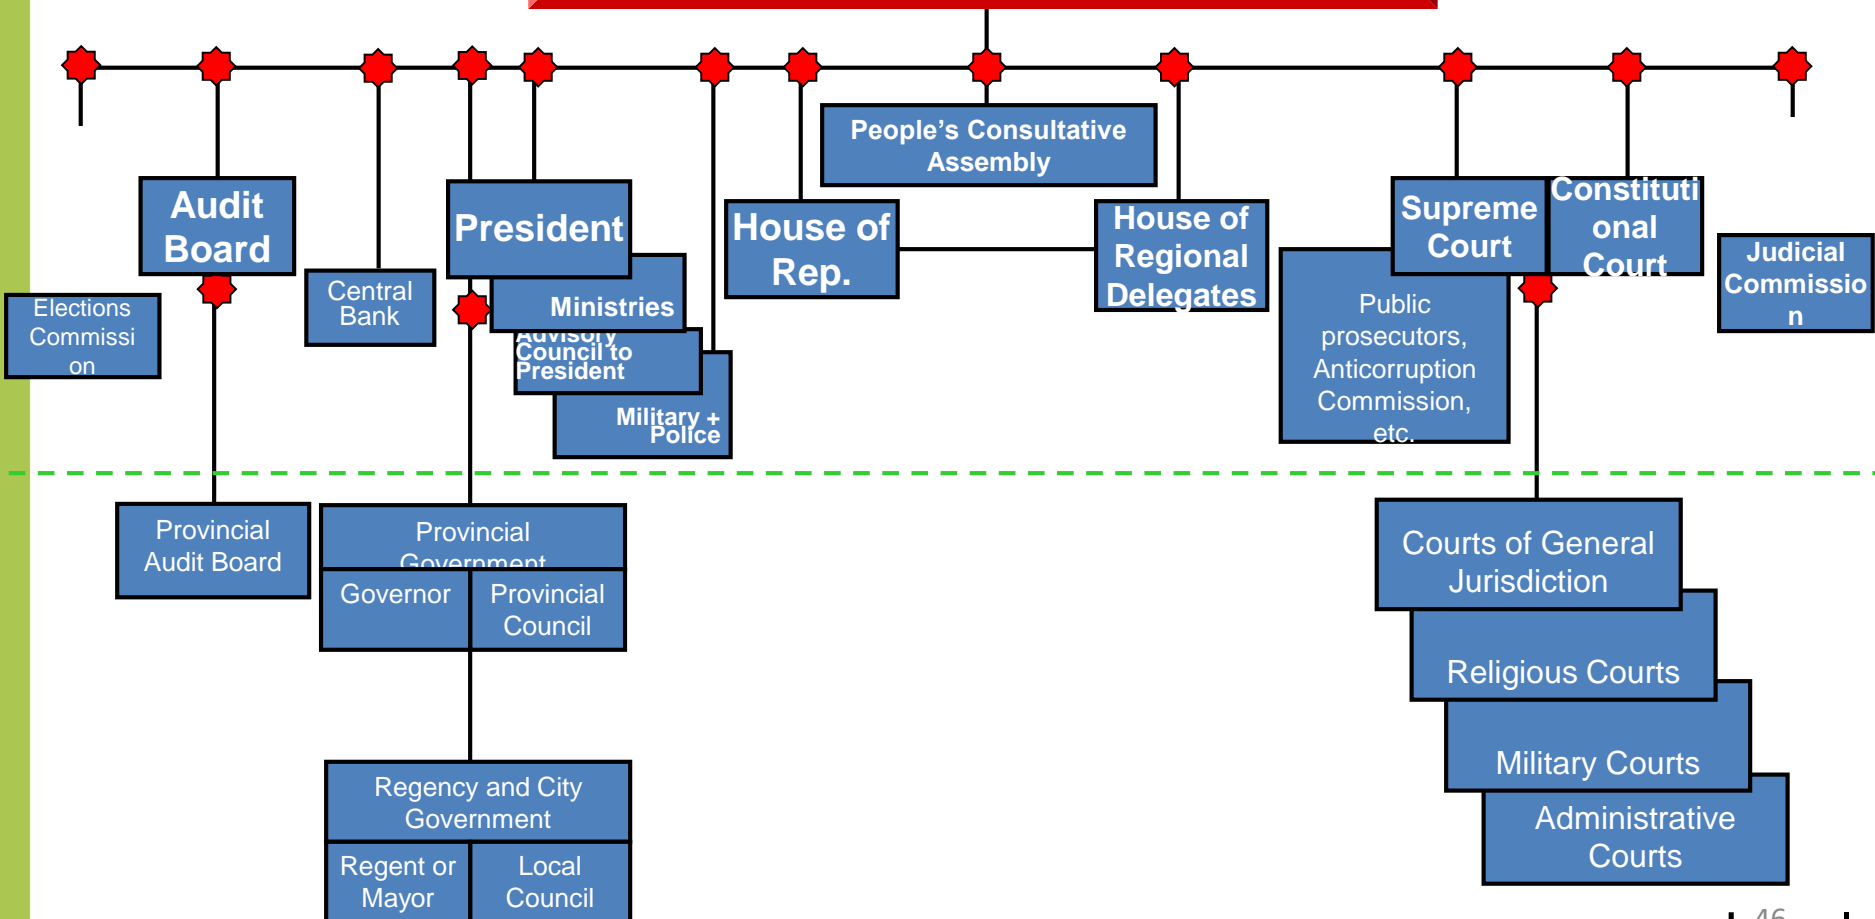 People's Consultative
Assembly
Audit
Board
President
House of
Rep.
House of
Regional
Delegates
Supreme
Court
Constituti
onal
Court
Judicial
Commissio
n
Elections
Commissi
on
Central
Bank
Ministries
Advisory
Council to
President
Military +
Police
Public
prosecutors,
Anticorruption
Commission,
etc.
Provincial
Audit Board
Provincial
Government
Governor
Provincial
Council
Courts of General
Jurisdiction
Religious Courts
Military Courts
Administrative
Courts
Regency and City
Government
Regent or
Mayor
Local
Council
46